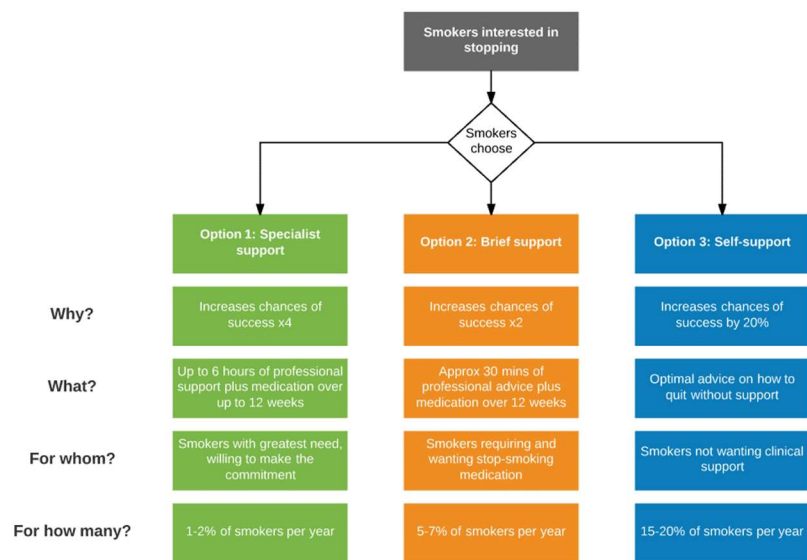 Smokers interested in
stopping
Smokers
choose
Option 1: Specialist
support
Option 2: Brief support
Option 3: Self-support
Why?
Increases chances of
success x4
Increases chances of
success x2
Increases chances of
success by 20%
What?
Up to 6 hours of professional
support plus medication over
up to 12 weeks
Approx 30 mins of
professional advice plus
medication over 12 weeks
Optimal advice on how to
quit without support
For whom?
Smokers with greatest need,
willing to make the
commitment
Smokers requiring and
wanting stop-smoking
medication
Smokers not wanting clinical
support
For how many?
1-2% of smokers per year
5-7% of smokers per year
15-20% of smokers per year